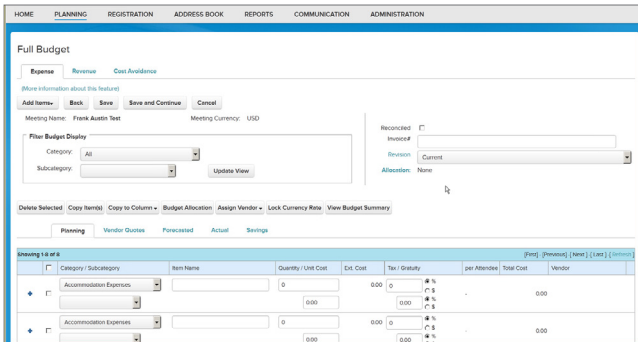 HOME PLANNING REGISTRATION ADDRESS BOOK REPORTS COMMUNICATION ADMINISTRATION
Full Budget
Expense Revenue Cost Avoidance
(More information about this feature)
Add Items Back Save Save and Continue Cancel
Meeting Name: Frank Austin Test Meeting Currency: USD
Reconciled
Invoice#
Filter Budget Display
Category: All
Revision Current
Subcategory: Update View
Allocation: None
Delete Selected Copy Item(s) Copy to Column Budget Allocation Assign Vendor Lock Currency Rate View Budget Summary
Planning Vendor Quotes Forecasted Actual Savings
Showing 1-8 of 8 [First] - [Previous] -[ Next ]-[ Last ]-[ Refresh ]
Category / Subcategory Item Name Quantity / Unit Cost Ext. Cost Tax / Gratuity per Attendee Total Cost Vendor
Accommodation Expenses 0 0.00 0 % $
0.00 0.00 % $ - 0.00
Accommodation Expenses 0 0.00 0 % $
0.00 0.00 % - 0.00